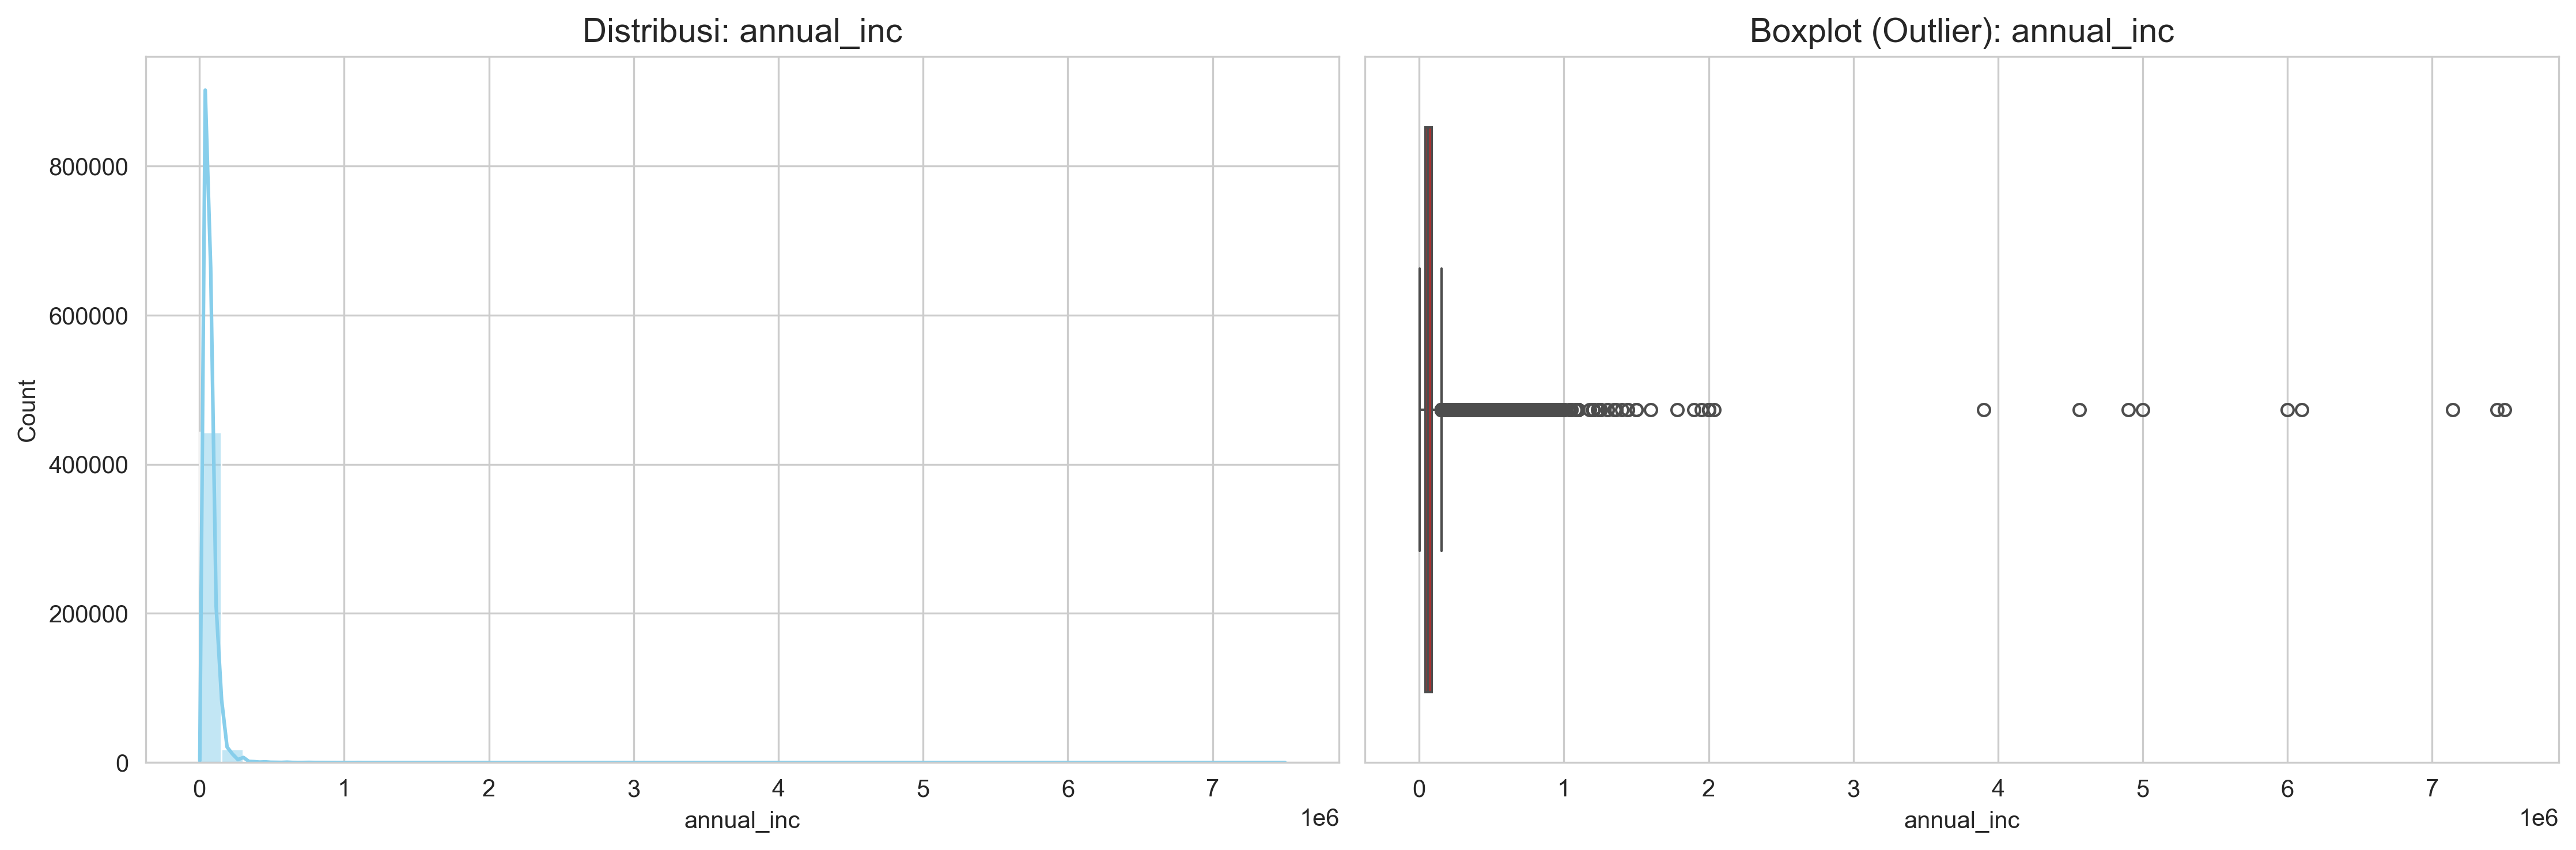 Distribusi: annual_inc
Count
800000
600000
400000
200000
0
0 1 2 3 4 5 6 7
1e6
annual_inc
Boxplot (Outlier): annual_inc
0 1 2 3 4 5 6 7
1e6
annual_inc